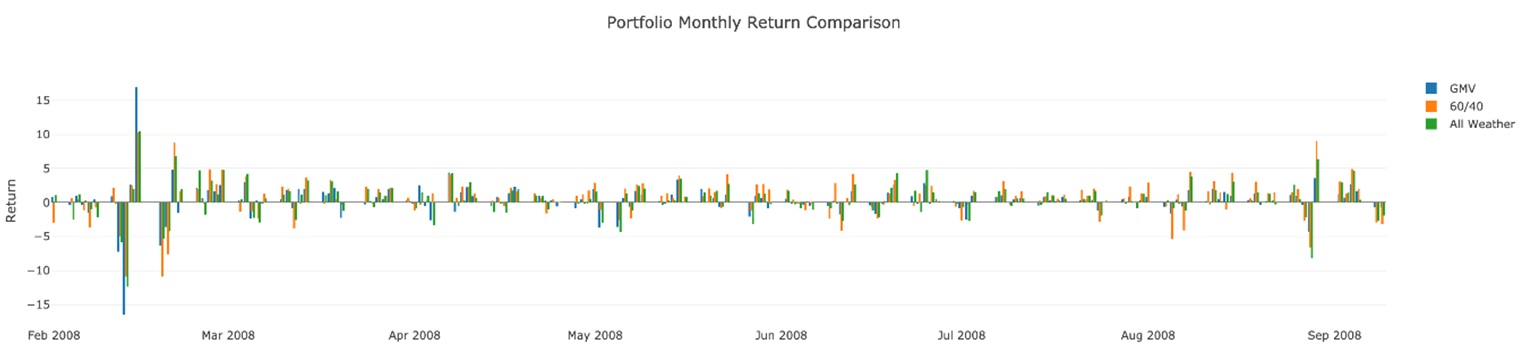 Portfolio Monthly Return Comparison
GMV
60/40
All Weather
Return
15
10
5
0
−5
−10
−15
Feb 2008
Mar 2008
Apr 2008
May 2008
Jun 2008
Jul 2008
Aug 2008
Sep 2008